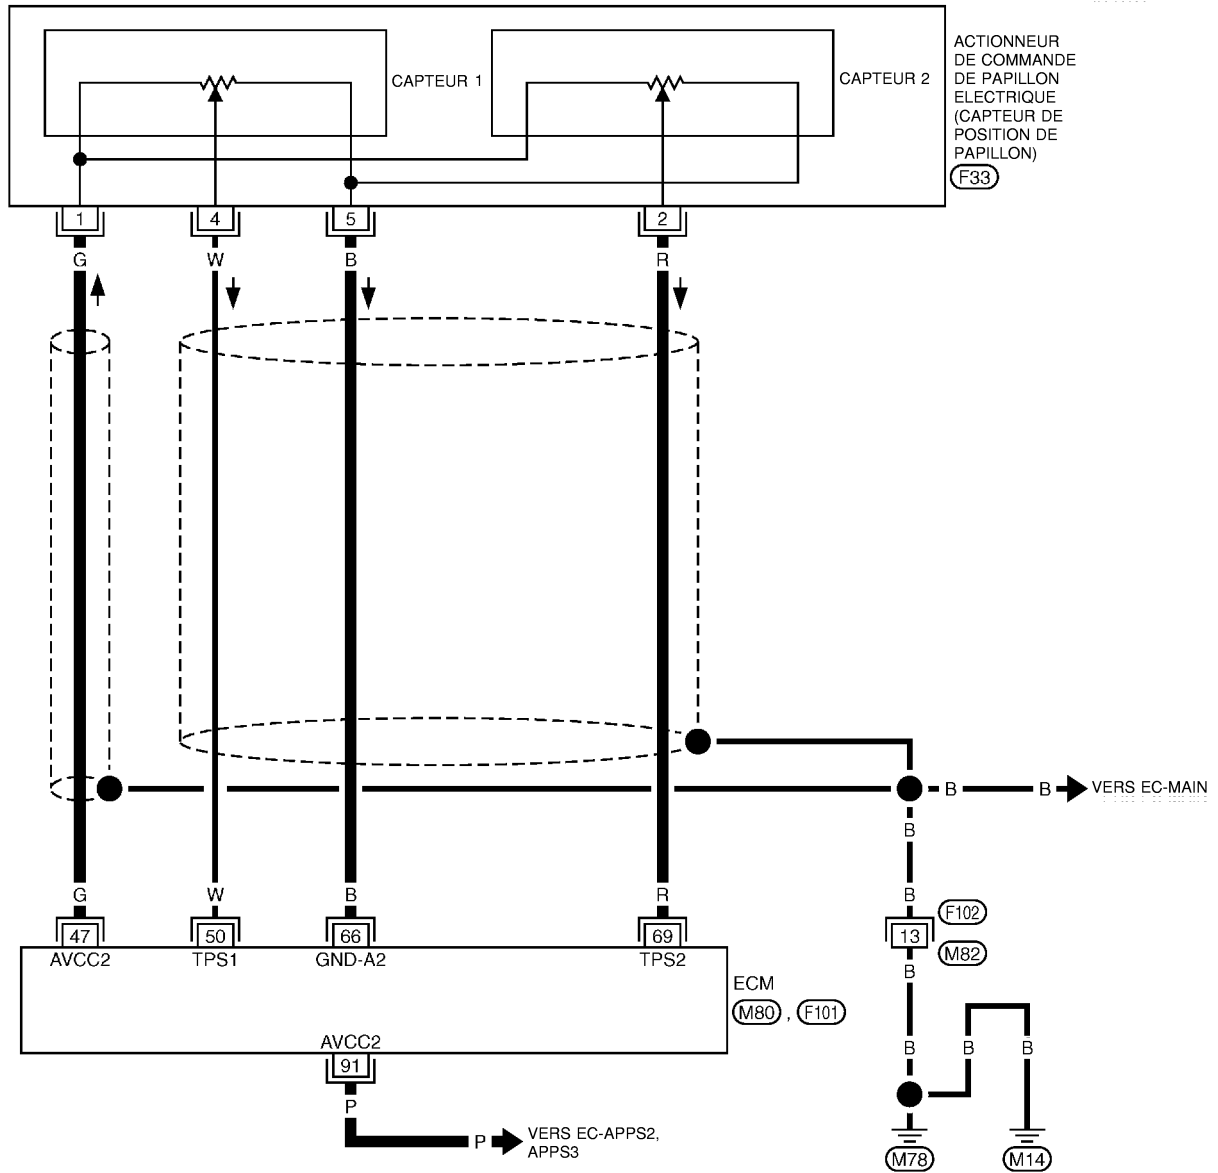 CAPTEUR 1
CAPTEUR 2
ACTIONNEUR
DE COMMANDE
DE PAPILLON
ELECTRIQUE
(CAPTEUR DE
POSITION DE
PAPILLON)
F33
1 4 5 2
G W B R
B B VERS EC-MAIN
B
G W B R B
F102
47 50 66 69 13
M82
AVCC2 TPS1 GND-A2 TPS2
B
ECM
M80 , F101
AVCC2
B B B
91
P
P VERS EC-APPS2,
APPS3
M78 M14